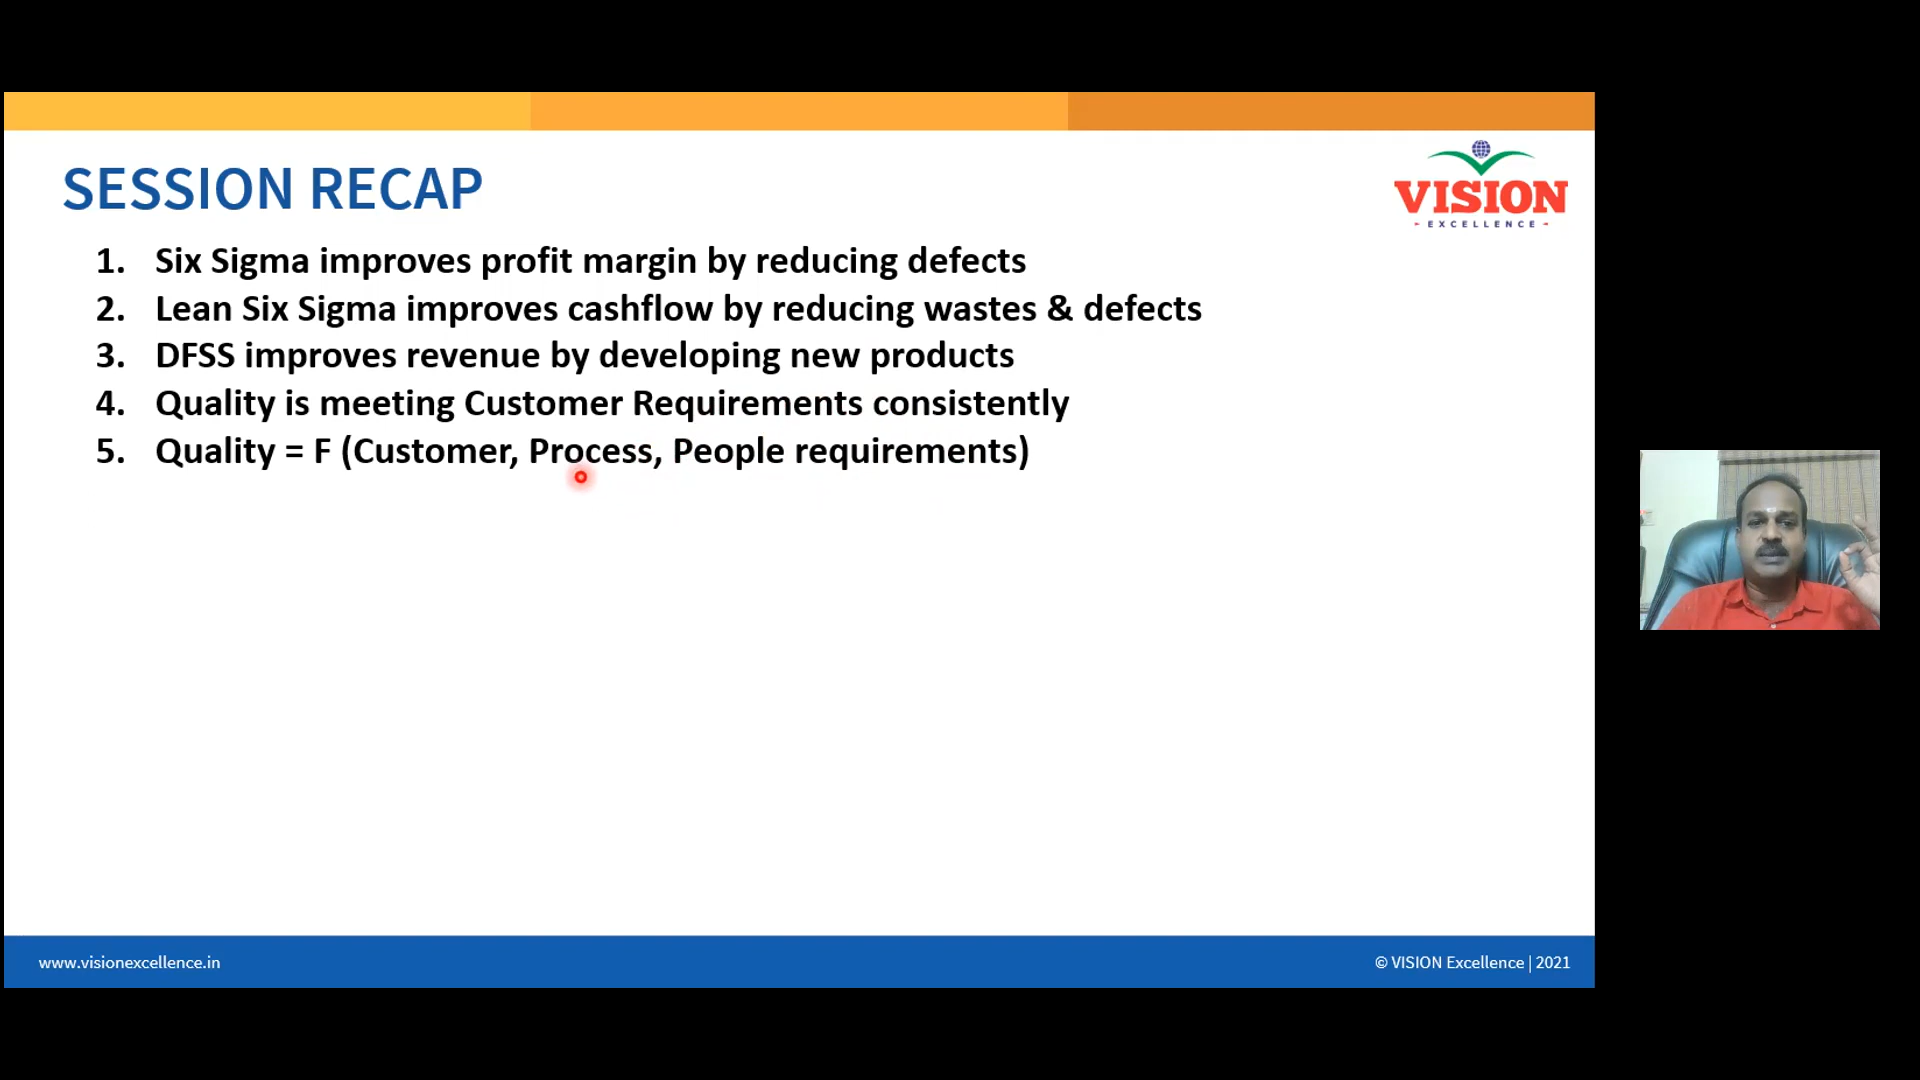 SESSION RECAP
VISION
EXCELLENCE
1. Six Sigma improves profit margin by reducing defects
2. Lean Six Sigma improves cashflow by reducing wastes & defects
3. DFSS improves revenue by developing new products
4. Quality is meeting Customer Requirements consistently
5. Quality = F (Customer, Process, People requirements)
www.visionexcellence.in
© VISION Excellence | 2021